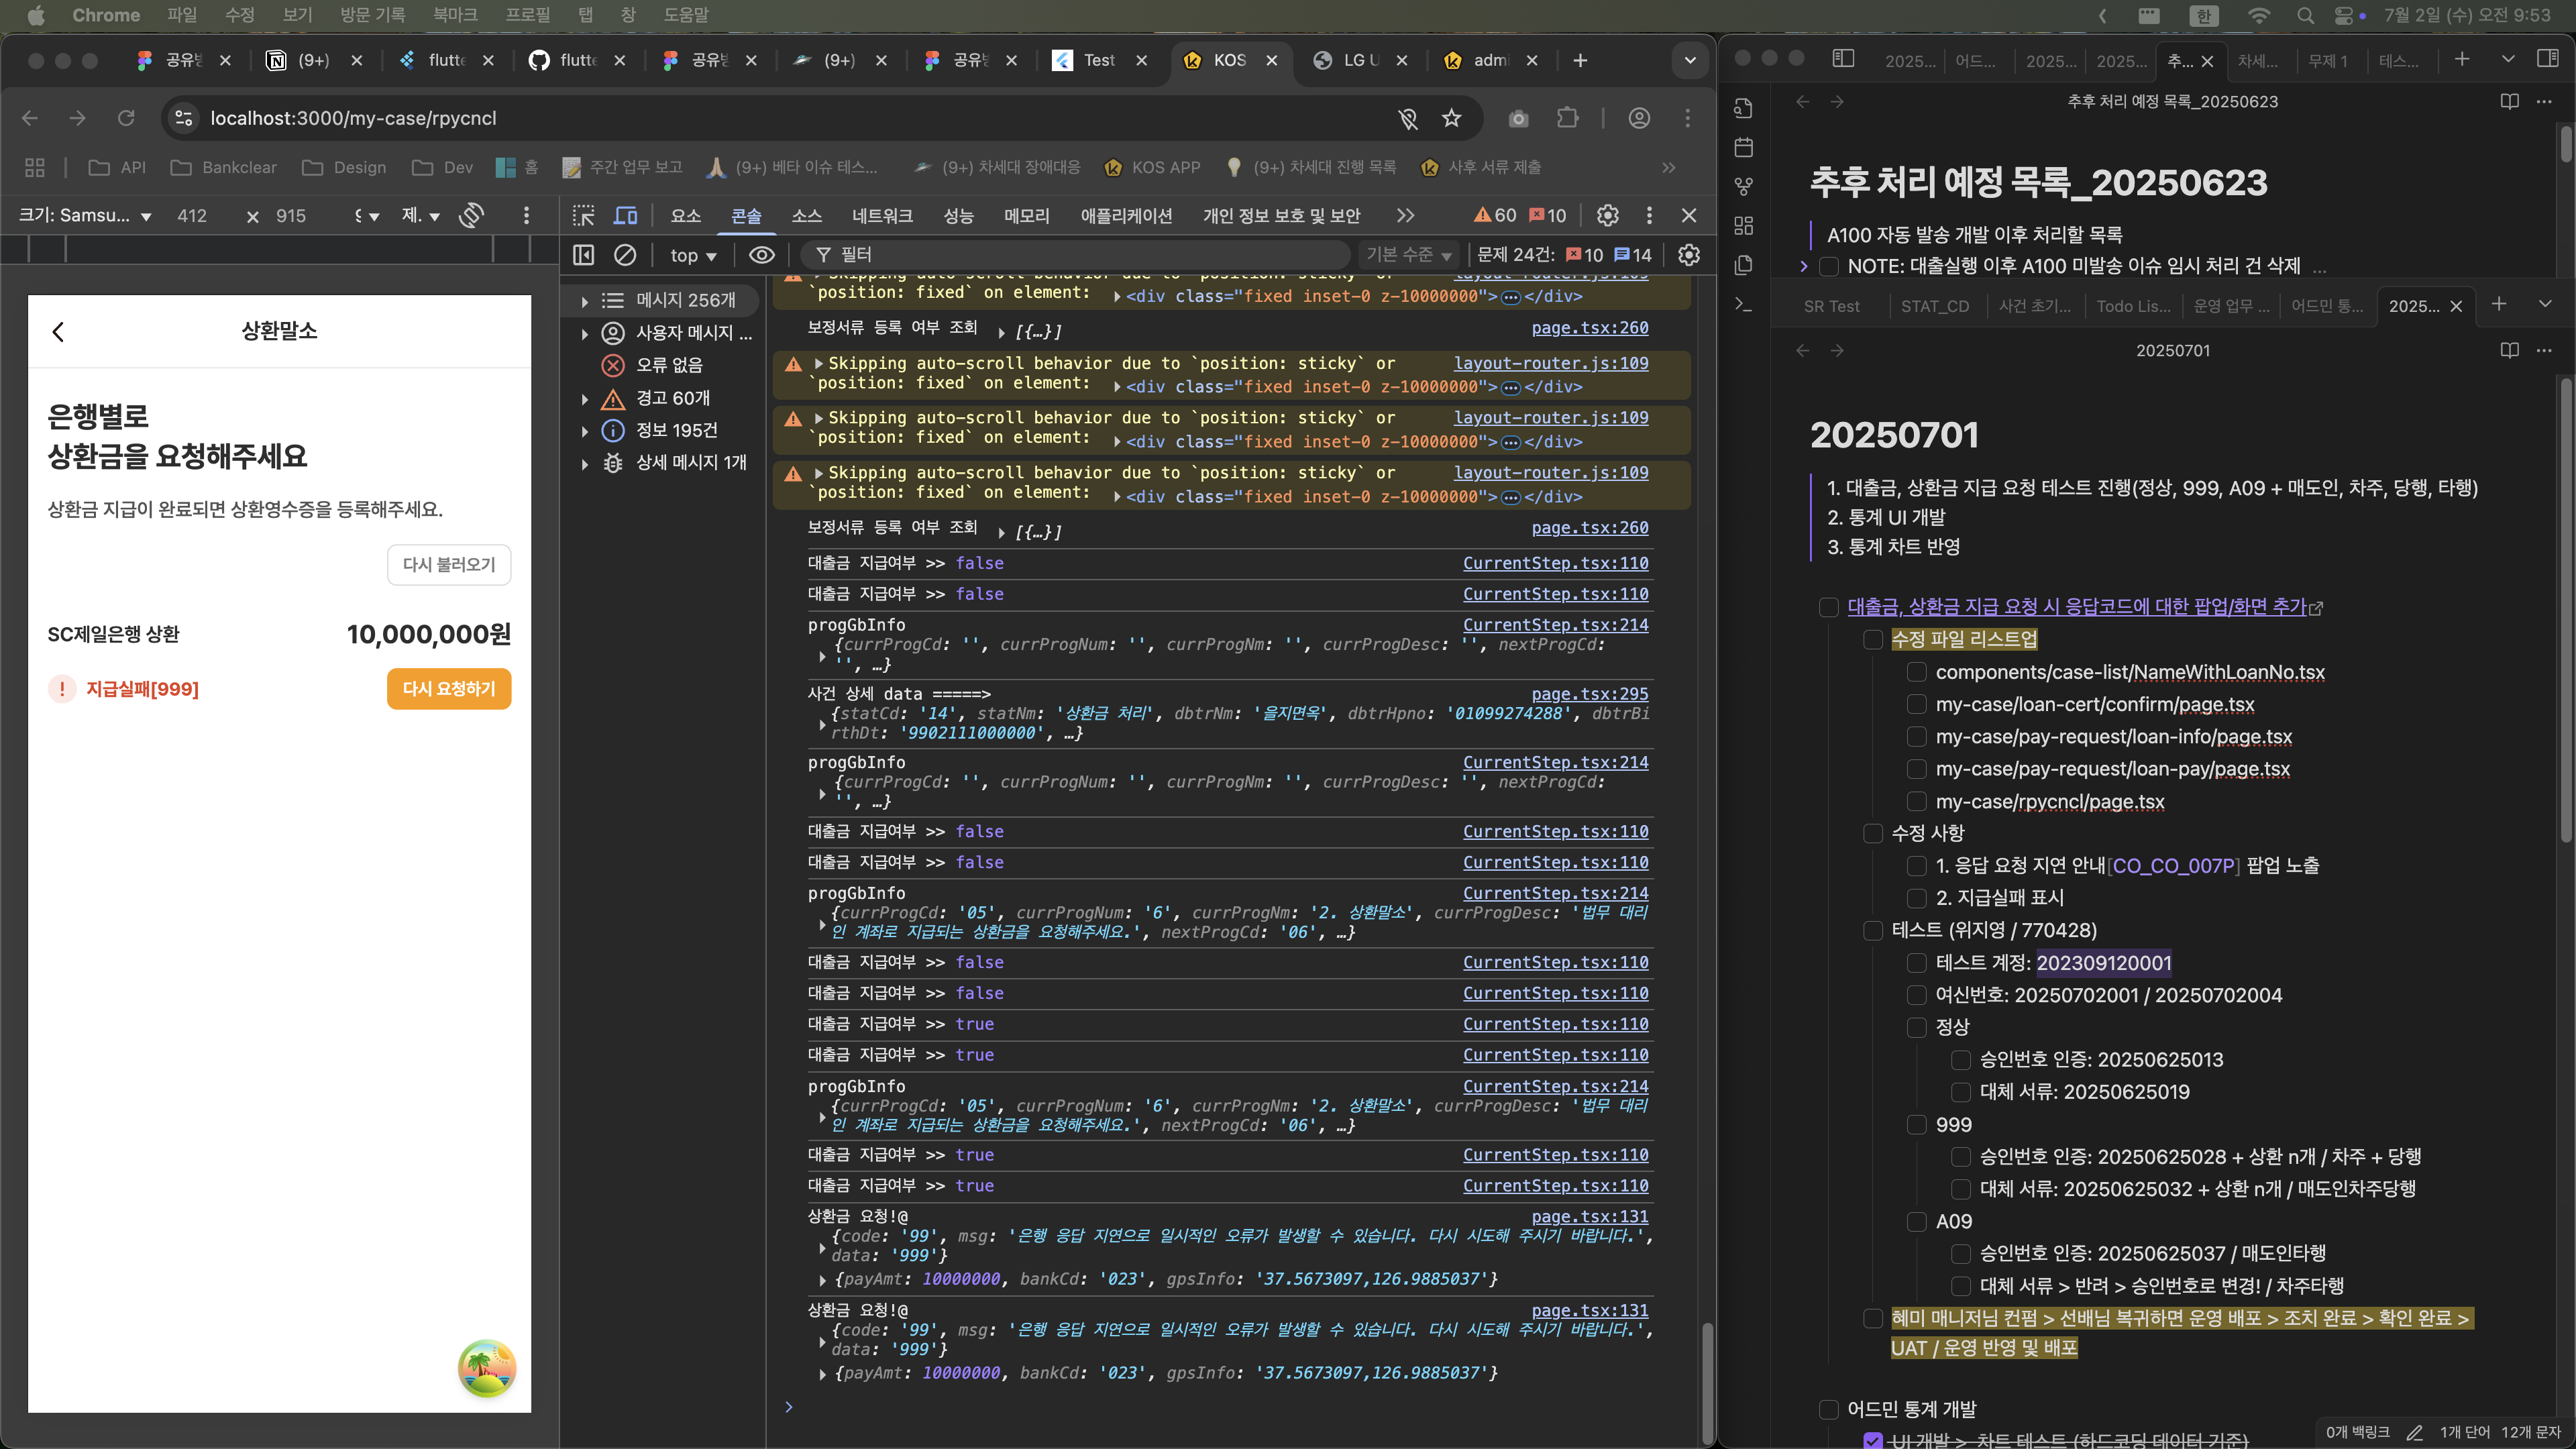 Chrome 파일 수정 보기 방문 기록 북마크 프로필 탭 창 도움말
한 7월 2일 (수) 오전 9:53
공유방 (9+) flutte flutte 공유방 (9+) 공유방 Test KOS LG U admi
localhost:3000/my-case/rpycncl
API Bankclear Design Dev 홈 주간 업무 보고 (9+) 베타 이슈 테스... (9+) 차세대 장애대응 KOS APP (9+) 차세대 진행 목록 사후 서류 제출
크기: Samsu... 412 × 915 제.
상환말소
은행별로
상환금을 요청해주세요
상환금 지급이 완료되면 상환영수증을 등록해주세요.
다시 불러오기
SC제일은행 상환 10,000,000원
! 지급실패[999] 다시 요청하기
요소 콘솔 소스 네트워크 성능 메모리 애플리케이션 개인 정보 보호 및 보안 60 10
top 필터 기본 수준 문제 24건: 10 14
메시지 256개
사용자 메시지 ...
오류 없음
경고 60개
정보 195건
상세 메시지 1개
Skipping auto-scroll behavior due to `position: sticky` or layout-router.js:109
`position: fixed` on element: <div class="fixed inset-0 z-10000000">…</div>
보정서류 등록 여부 조회 [{…}] page.tsx:260
Skipping auto-scroll behavior due to `position: sticky` or layout-router.js:109
`position: fixed` on element: <div class="fixed inset-0 z-10000000">…</div>
Skipping auto-scroll behavior due to `position: sticky` or layout-router.js:109
`position: fixed` on element: <div class="fixed inset-0 z-10000000">…</div>
Skipping auto-scroll behavior due to `position: sticky` or layout-router.js:109
`position: fixed` on element: <div class="fixed inset-0 z-10000000">…</div>
보정서류 등록 여부 조회 [{…}] page.tsx:260
대출금 지급여부 >> false CurrentStep.tsx:110
대출금 지급여부 >> false CurrentStep.tsx:110
progGbInfo CurrentStep.tsx:214
{currProgCd: '', currProgNum: '', currProgNm: '', currProgDesc: '', nextProgCd:
'', …}
사건 상세 data =====> page.tsx:295
{statCd: '14', statNm: '상환금 처리', dbtrNm: '을지면옥', dbtrHpno: '01099274288', dbtrBi
rthDt: '9902111000000', …}
progGbInfo CurrentStep.tsx:214
{currProgCd: '', currProgNum: '', currProgNm: '', currProgDesc: '', nextProgCd:
'', …}
대출금 지급여부 >> false CurrentStep.tsx:110
대출금 지급여부 >> false CurrentStep.tsx:110
progGbInfo CurrentStep.tsx:214
{currProgCd: '05', currProgNum: '6', currProgNm: '2. 상환말소', currProgDesc: '법무 대리
인 계좌로 지급되는 상환금을 요청해주세요.', nextProgCd: '06', …}
대출금 지급여부 >> false CurrentStep.tsx:110
대출금 지급여부 >> false CurrentStep.tsx:110
대출금 지급여부 >> true CurrentStep.tsx:110
대출금 지급여부 >> true CurrentStep.tsx:110
progGbInfo CurrentStep.tsx:214
{currProgCd: '05', currProgNum: '6', currProgNm: '2. 상환말소', currProgDesc: '법무 대리
인 계좌로 지급되는 상환금을 요청해주세요.', nextProgCd: '06', …}
대출금 지급여부 >> true CurrentStep.tsx:110
대출금 지급여부 >> true CurrentStep.tsx:110
상환금 요청!@ page.tsx:131
{code: '99', msg: '은행 응답 지연으로 일시적인 오류가 발생할 수 있습니다. 다시 시도해 주시기 바랍니다.',
data: '999'}
{payAmt: 10000000, bankCd: '023', gpsInfo: '37.5673097,126.9885037'}
상환금 요청!@ page.tsx:131
{code: '99', msg: '은행 응답 지연으로 일시적인 오류가 발생할 수 있습니다. 다시 시도해 주시기 바랍니다.',
data: '999'}
{payAmt: 10000000, bankCd: '023', gpsInfo: '37.5673097,126.9885037'}
2025... 어드... 2025... 2025... 추... 차세... 무제 1 테스...
추후 처리 예정 목록_20250623
추후 처리 예정 목록_20250623
A100 자동 발송 개발 이후 처리할 목록
NOTE: 대출실행 이후 A100 미발송 이슈 임시 처리 건 삭제 ...
SR Test STAT_CD 사건 초기... Todo Lis... 운영 업무 ... 어드민 통... 2025...
20250701
20250701
1. 대출금, 상환금 지급 요청 테스트 진행(정상, 999, A09 + 매도인, 차주, 당행, 타행)
2. 통계 UI 개발
3. 통계 차트 반영
대출금, 상환금 지급 요청 시 응답코드에 대한 팝업/화면 추가
수정 파일 리스트업
components/case-list/NameWithLoanNo.tsx
my-case/loan-cert/confirm/page.tsx
my-case/pay-request/loan-info/page.tsx
my-case/pay-request/loan-pay/page.tsx
my-case/rpycncl/page.tsx
수정 사항
1. 응답 요청 지연 안내[CO_CO_007P] 팝업 노출
2. 지급실패 표시
테스트 (위지영 / 770428)
테스트 계정: 202309120001
여신번호: 20250702001 / 20250702004
정상
승인번호 인증: 20250625013
대체 서류: 20250625019
999
승인번호 인증: 20250625028 + 상환 n개 / 차주 + 당행
대체 서류: 20250625032 + 상환 n개 / 매도인차주당행
A09
승인번호 인증: 20250625037 / 매도인타행
대체 서류 > 반려 > 승인번호로 변경! / 차주타행
혜미 매니저님 컨펌 > 선배님 복귀하면 운영 배포 > 조치 완료 > 확인 완료 >
UAT / 운영 반영 및 배포
어드민 통계 개발
UI 개발 > 차트 테스트 (하드코딩 데이터 기준)
0개 백링크 1개 단어 12개 문자